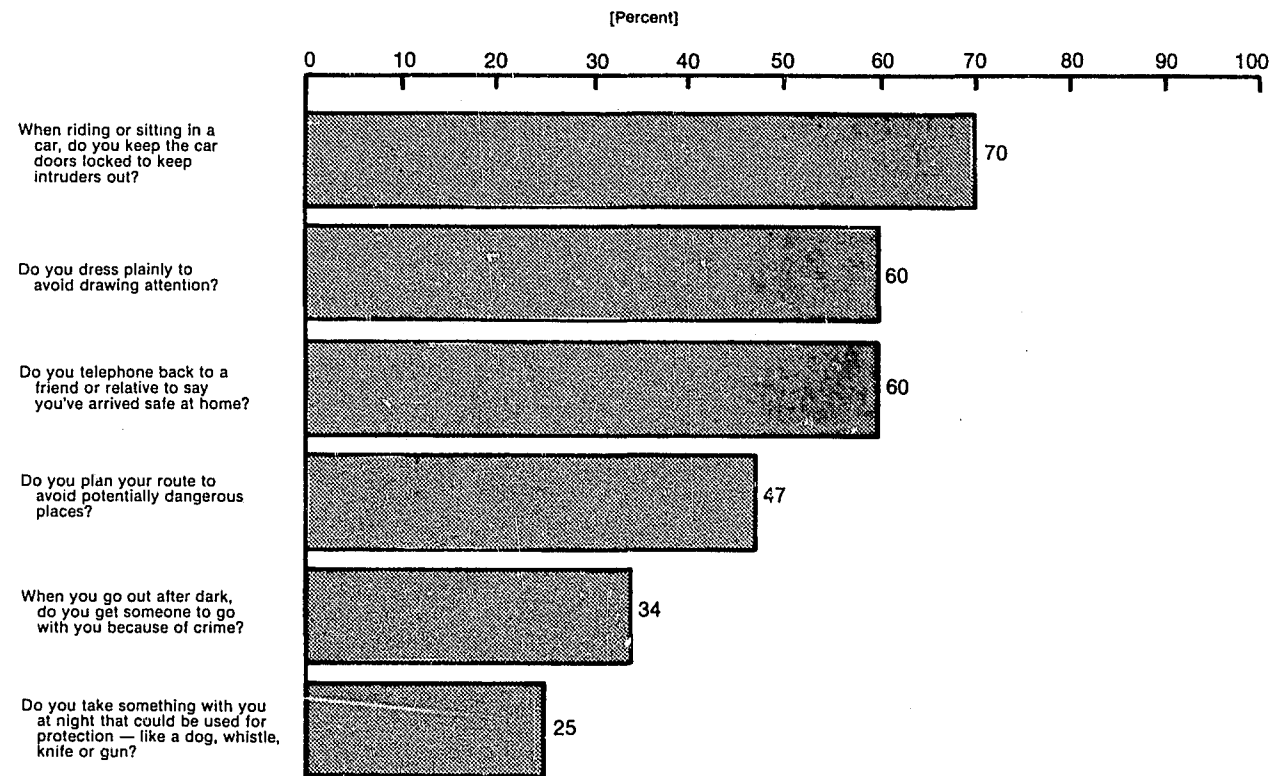 [Percent]
0 10 20 30 40 50 60 70 80 90 100
When riding or sitting in a
car, do you keep the car
doors locked to keep
intruders out?
70
Do you dress plainly to
avoid drawing attention?
60
Do you telephone back to a
friend or relative to say
you've arrived safe at home?
60
Do you plan your route to
avoid potentially dangerous
places?
47
When you go out after dark,
do you get someone to go
with you because of crime?
34
Do you take something with you
at night that could be used for
protection — like a dog, whistle,
knife or gun?
25